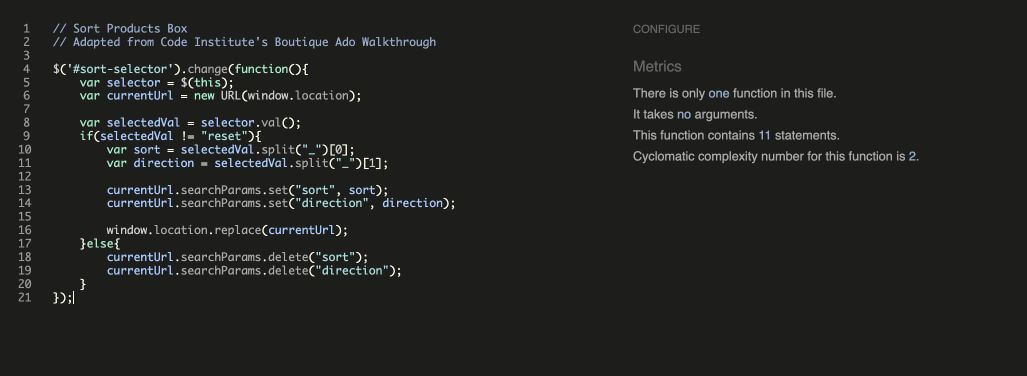 1 // Sort Products Box
2 // Adapted from Code Institute's Boutique Ado Walkthrough
3
4 $('#sort-selector').change(function(){
5     var selector = $(this);
6     var currentUrl = new URL(window.location);
7
8     var selectedVal = selector.val();
9     if(selectedVal != "reset"){
10         var sort = selectedVal.split("_")[0];
11         var direction = selectedVal.split("_")[1];
12
13         currentUrl.searchParams.set("sort", sort);
14         currentUrl.searchParams.set("direction", direction);
15
16         window.location.replace(currentUrl);
17     }else{
18         currentUrl.searchParams.delete("sort");
19         currentUrl.searchParams.delete("direction");
20     }
21 });
CONFIGURE
Metrics
There is only one function in this file.
It takes no arguments.
This function contains 11 statements.
Cyclomatic complexity number for this function is 2.